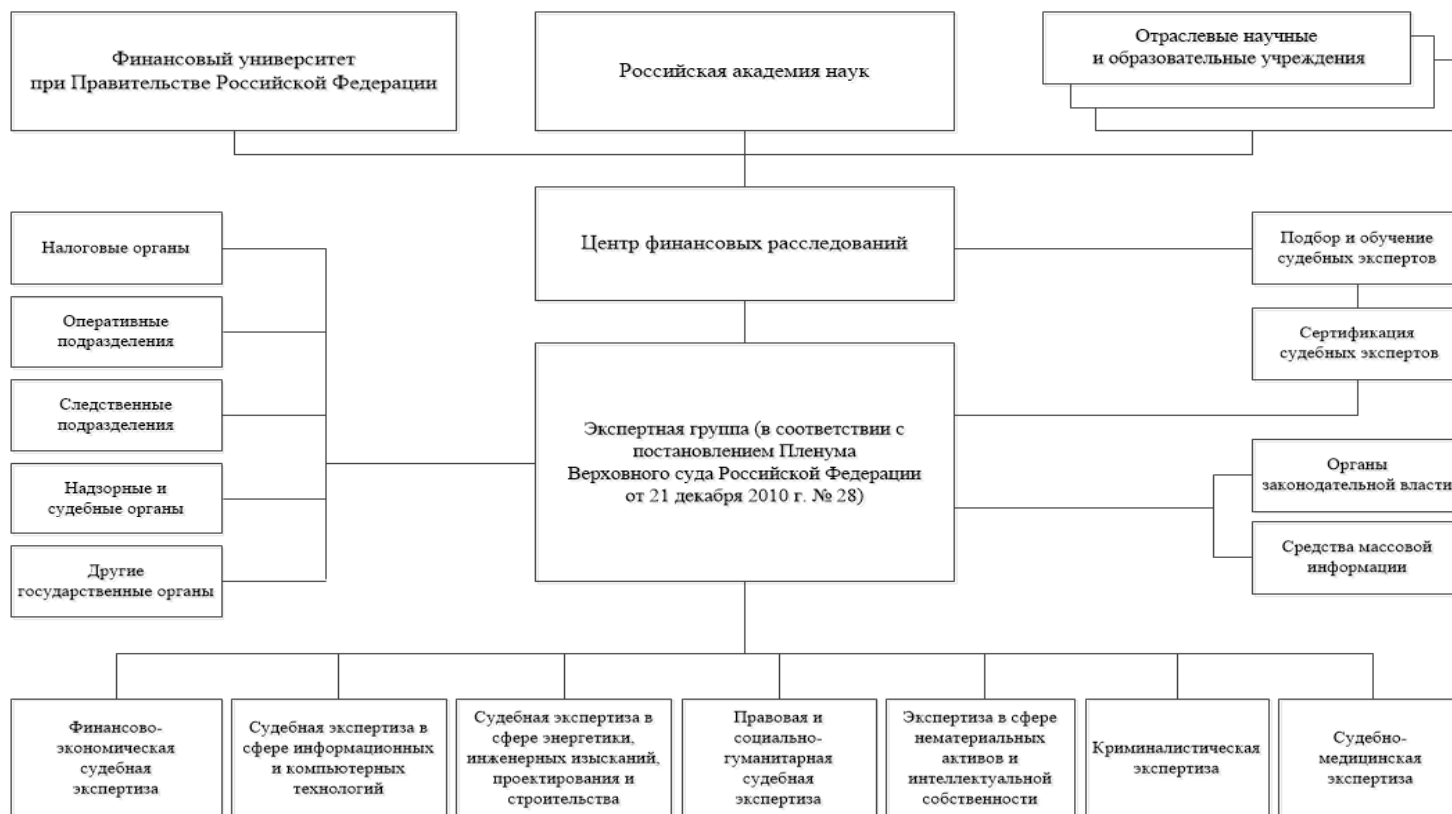 Финансовый университет
при Правительстве Российской Федерации
Российская академия наук
Отраслевые научные
и образовательные учреждения
Центр финансовых расследований
Налоговые органы
Оперативные
подразделения
Следственные
подразделения
Надзорные и
судебные органы
Другие
государственные органы
Экспертная группа (в соответствии с
постановлением Пленума
Верховного суда Российской Федерации
от 21 декабря 2010 г. № 28)
Подбор и обучение
судебных экспертов
Сертификация
судебных экспертов
Органы
законодательной власти
Средства массовой
информации
Финансово-
экономическая
судебная
экспертиза
Судебная экспертиза в
сфере информационных
и компьютерных
технологий
Судебная экспертиза в
сфере энергетики,
инженерных изысканий,
проектирования и
строительства
Правовая и
социально-
гуманитарная
судебная
экспертиза
Экспертиза в сфере
нематериальных
активов и
интеллектуальной
собственности
Криминалистическая
экспертиза
Судебно-
медицинская
экспертиза